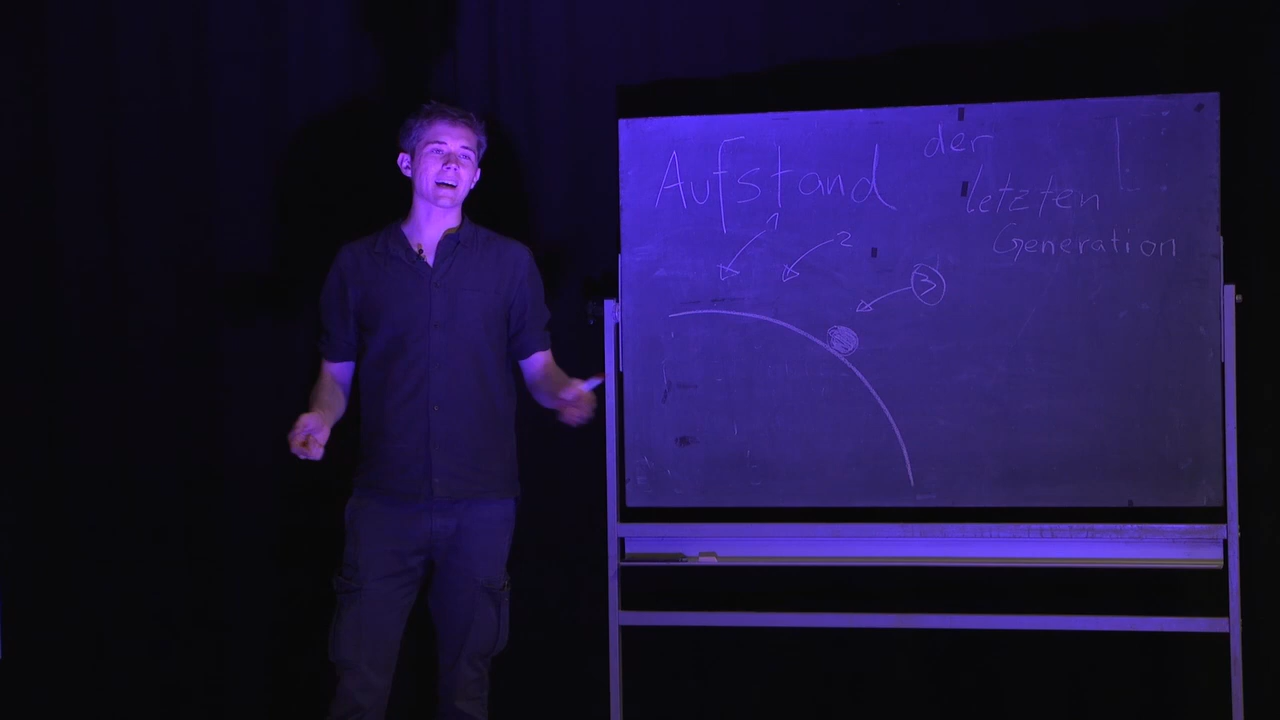 Aufstand
der
letzten
Generation
1
2
3